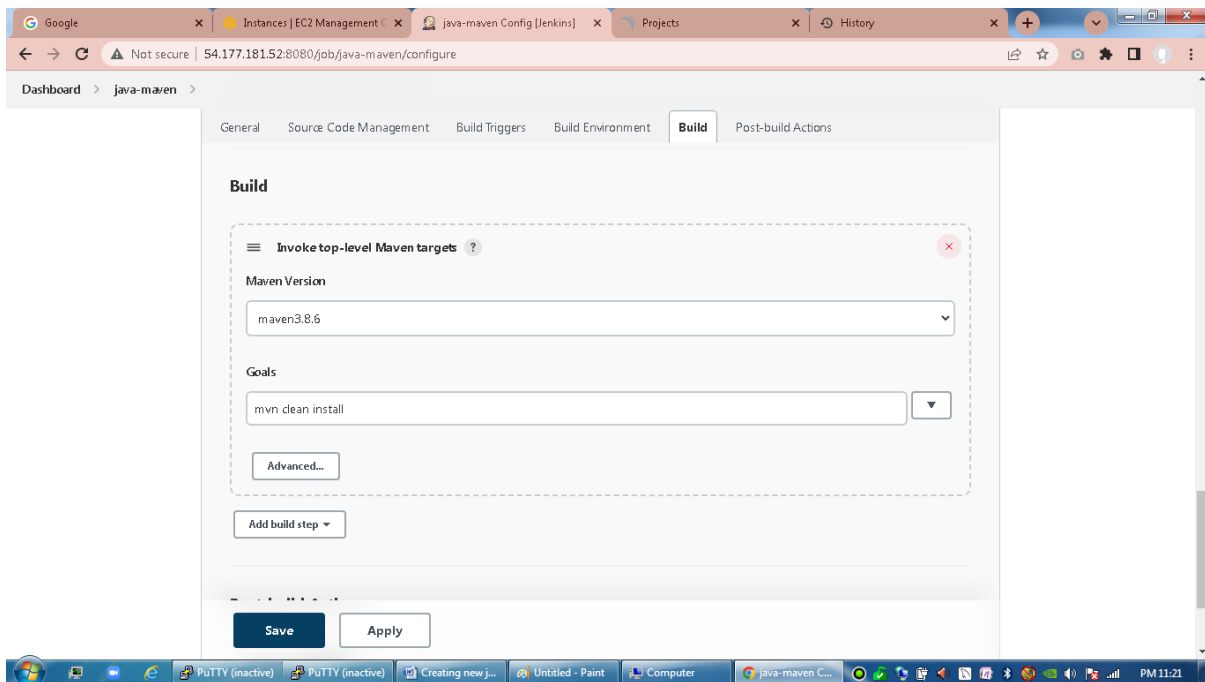 Google
Instances | EC2 Management C
java-maven Config [Jenkins]
Projects
History
Not secure
54.177.181.52:8080/job/java-maven/configure
Dashboard > java-maven >
General Source Code Management Build Triggers Build Environment Build Post-build Actions
Build
Invoke top-level Maven targets ?
Maven Version
maven3.8.6
Goals
mvn clean install
Advanced...
Add build step
Save Apply
PuTTY (inactive) PuTTY (inactive) Creating new j... Untitled - Paint Computer java-maven C... PM 11:21